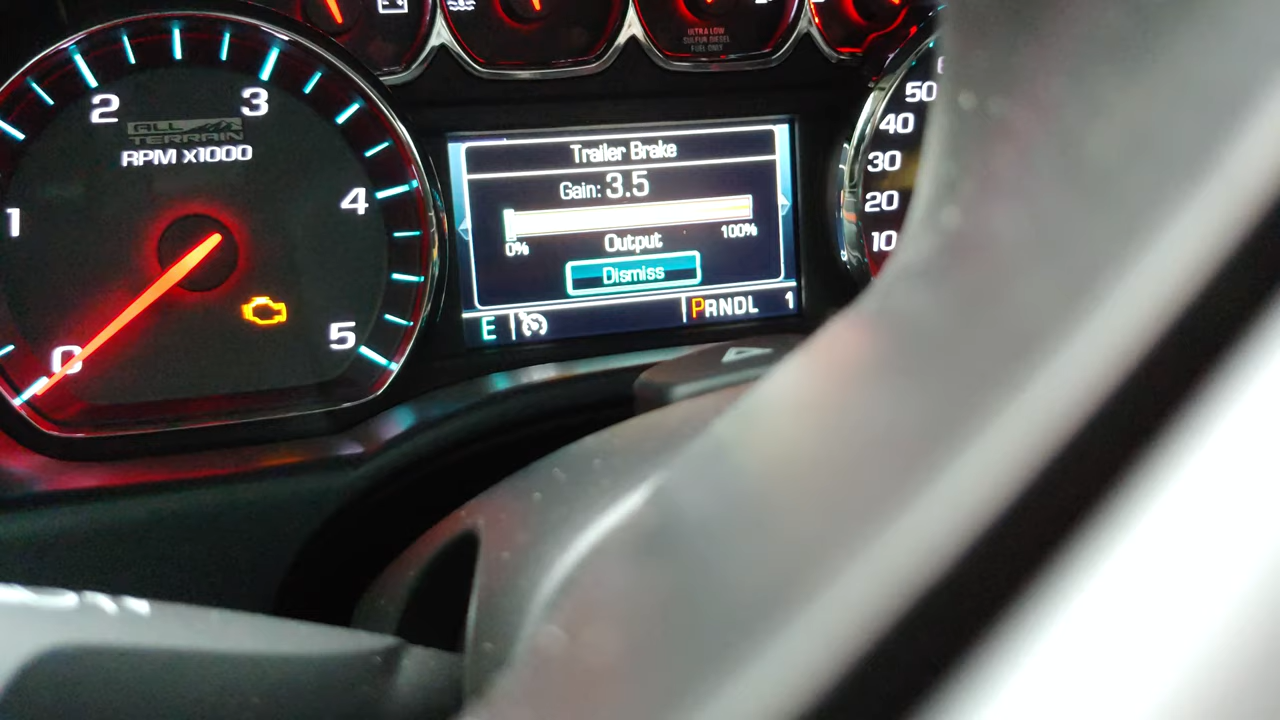 ULTRA LOW
SULFUR DIESEL
FUEL ONLY
1
2
3
4
5
0
ALL
TERRAIN
RPM X1000
Trailer Brake
Gain: 3.5
0%
100%
Output
Dismiss
E
PRNDL 1
50
40
30
20
10